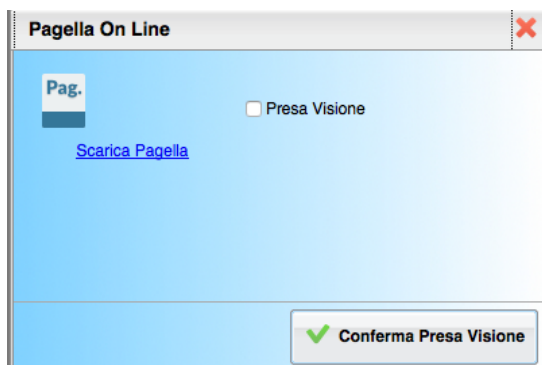 Pagella On Line
Pag.
Presa Visione
Scarica Pagella
Conferma Presa Visione